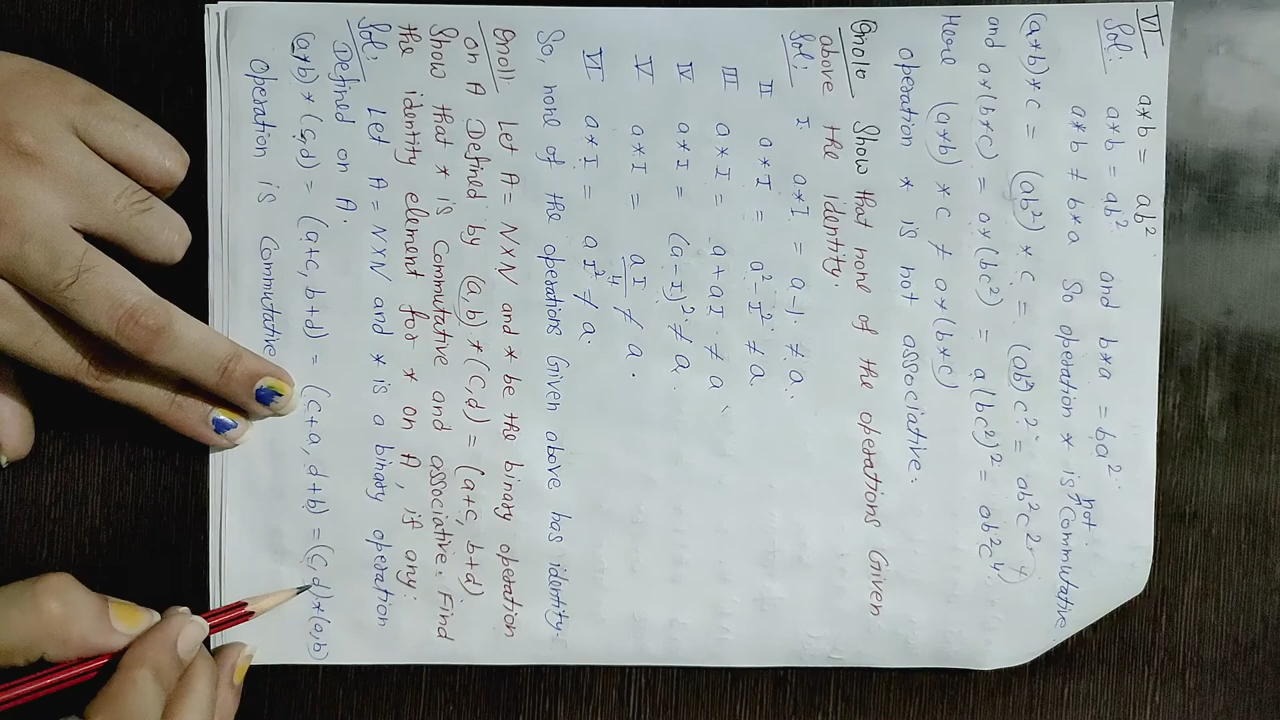 VI a*b = ab²
Sol: a*b = ab² and b*a = ba².
a*b ≠ b*a So operation * is not Commutative.
(a*b)*c = (ab²)*c = (ab²)c² = ab²c²
and a*(b*c) = a*(bc²) = a(bc²)² = ab²c⁴
Here (a*b)*c ≠ a*(b*c)
operation * is not associative.
Qno10 Show that none of the operations Given
above the identity.
Sol: I a*I = a-1. ≠ a.
II a*I = a²-I² ≠ a.
III a*I = a+aI ≠ a
IV a*I = (a-I)² ≠ a.
V a*I = aI/4 ≠ a.
VI a*I = aI² ≠ a.
So, none of the operations Given above has identity.
Qno11: Let A = N×N and * be the binary operation
on A Defined by (a,b)*(c,d) = (a+c, b+d)
Show that * is Commutative and associative. Find
the identity element for * on A, if any.
Sol: Let A = N×N and * is a binary operation
Defined on A.
(a*b)*(c,d) = (a+c, b+d) = (c+a, d+b) = (c,d)*(a,b)
Operation is Commutative